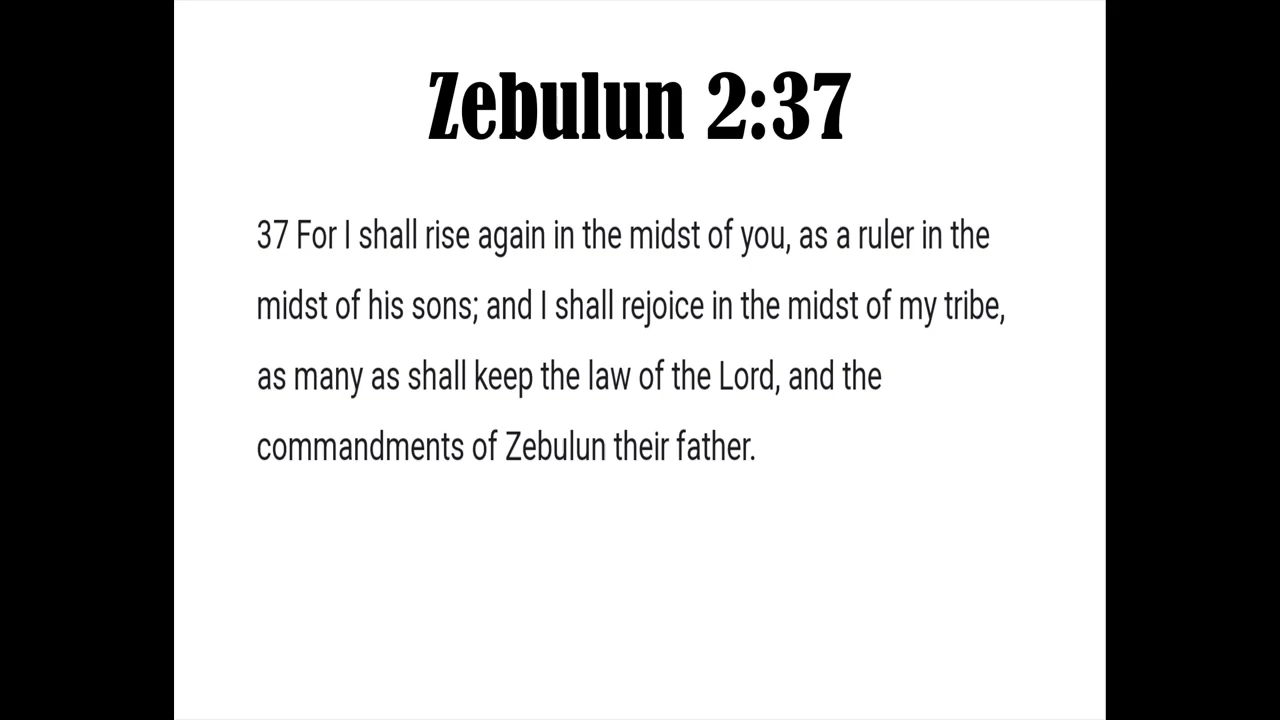 Zebulun 2:37
37 For I shall rise again in the midst of you, as a ruler in the
midst of his sons; and I shall rejoice in the midst of my tribe,
as many as shall keep the law of the Lord, and the
commandments of Zebulun their father.